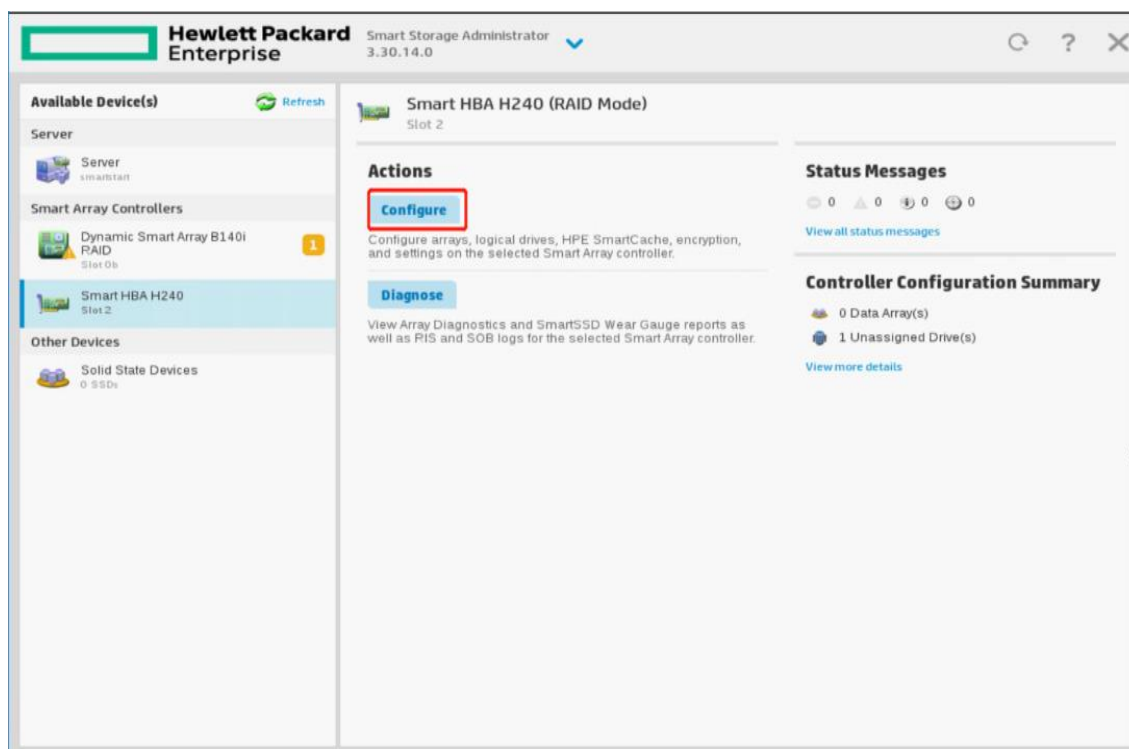 Hewlett Packard
Enterprise
Smart Storage Administrator
3.30.14.0
?
Available Device(s)
Refresh
Server
Server
smartstart
Smart Array Controllers
Dynamic Smart Array B140i
RAID
Slot 0b
1
Smart HBA H240
Slot 2
Other Devices
Solid State Devices
0 SSDs
Smart HBA H240 (RAID Mode)
Slot 2
Actions
Configure
Configure arrays, logical drives, HPE SmartCache, encryption,
and settings on the selected Smart Array controller.
Diagnose
View Array Diagnostics and SmartSSD Wear Gauge reports as
well as RIS and SOB logs for the selected Smart Array controller.
Status Messages
0 0 0 0
View all status messages
Controller Configuration Summary
0 Data Array(s)
1 Unassigned Drive(s)
View more details